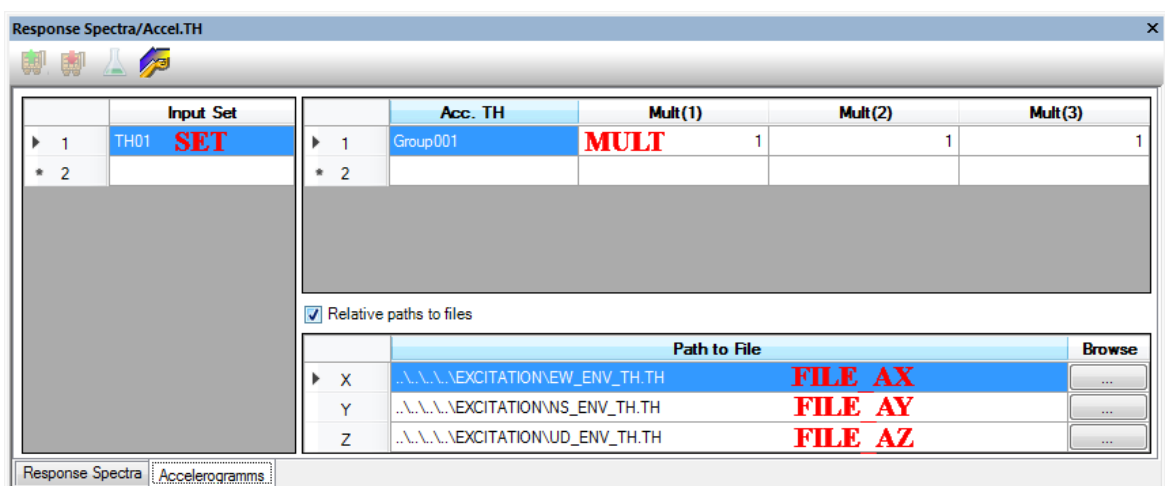 Response Spectra/Accel.TH
Input Set
1 TH01 SET
* 2
Acc. TH Mult(1) Mult(2) Mult(3)
1 Group001 MULT 1 1 1
* 2
Relative paths to files
Path to File Browse
X ..\..\..\..\EXCITATION\EW_ENV_TH.TH FILE_AX ...
Y ..\..\..\..\EXCITATION\NS_ENV_TH.TH FILE_AY ...
Z ..\..\..\..\EXCITATION\UD_ENV_TH.TH FILE_AZ ...
Response Spectra Accelerogramms